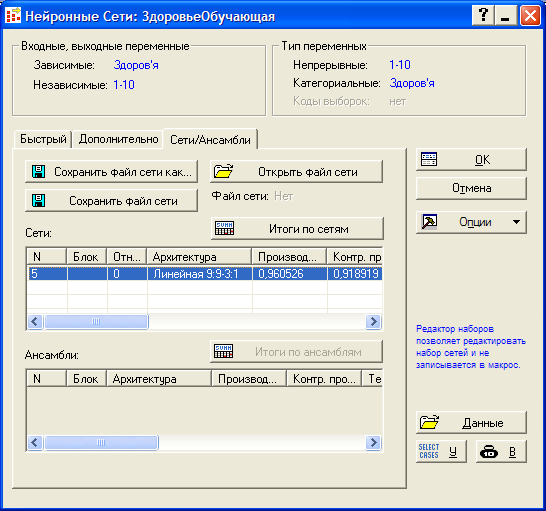 Нейронные Сети: ЗдоровьеОбучающая
Входные, выходные переменные
Зависимые: Здоров'я
Независимые: 1-10
Тип переменных
Непрерывные: 1-10
Категориальные: Здоров'я
Коды выборок: нет
Быстрый Дополнительно Сети/Ансамбли
Сохранить файл сети как... Открыть файл сети
Сохранить файл сети Файл сети: Нет
Итоги по сетям
Сети:
N Блок Отн... Архитектура Производ... Контр. пр
5 0 Линейная 9:9-3:1 0,960526 0,918919
Итоги по ансамблям
Ансамбли:
N Блок Архитектура Производ... Контр. про... Те
OK
Отмена
Опции
Редактор наборов
позволяет редактировать
набор сетей и не
записывается в макрос.
Данные
SELECT
CASES У 10 В